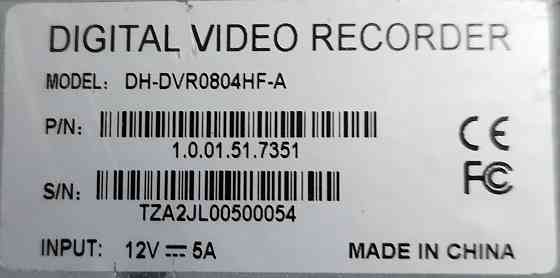 DIGITAL VIDEO RECORDER
MODEL: DH-DVR0804HF-A
P/N:
1.0.01.51.7351
CE
FC
S/N:
TZA2JL00500054
INPUT: 12V ⎓ 5A
MADE IN CHINA